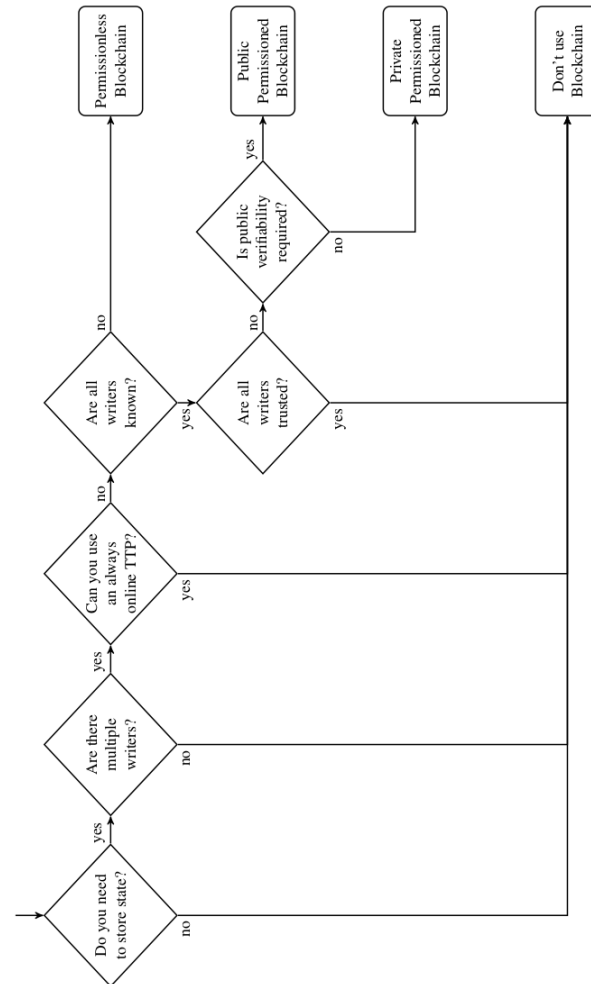 Do you need
to store state?
yes
no
Are there
multiple
writers?
yes
no
Can you use
an always
online TTP?
no
yes
Are all
writers
known?
no
yes
Are all
writers
trusted?
no
yes
Is public
verifiability
required?
yes
no
Permissionless
Blockchain
Public
Permissioned
Blockchain
Private
Permissioned
Blockchain
Don't use
Blockchain